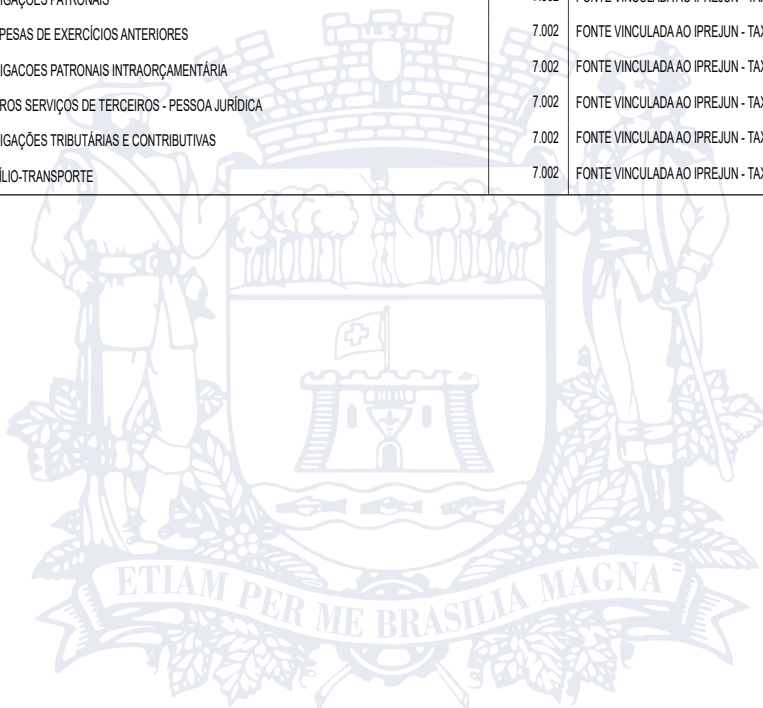 IGAÇÕES PATRONAIS
PESAS DE EXERCÍCIOS ANTERIORES 7.002 FONTE VINCULADA AO IPREJUN - TAX
IGACOES PATRONAIS INTRAORÇAMENTÁRIA 7.002 FONTE VINCULADA AO IPREJUN - TAX
ROS SERVIÇOS DE TERCEIROS - PESSOA JURÍDICA 7.002 FONTE VINCULADA AO IPREJUN - TAX
IGAÇÕES TRIBUTÁRIAS E CONTRIBUTIVAS 7.002 FONTE VINCULADA AO IPREJUN - TAX
ÍLIO-TRANSPORTE 7.002 FONTE VINCULADA AO IPREJUN - TAX
ETIAM PER ME BRASILIA MAGNA